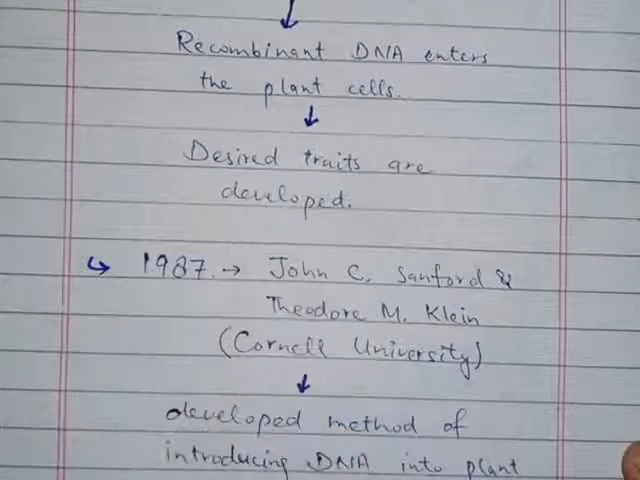 ↓
Recombinant DNA enters
the plant cells.
↓
Desired traits are
developed.
↳ 1987. → John C. Sanford &
Theodore M. Klein
(Cornell University)
↓
developed method of
introducing DNA into plant